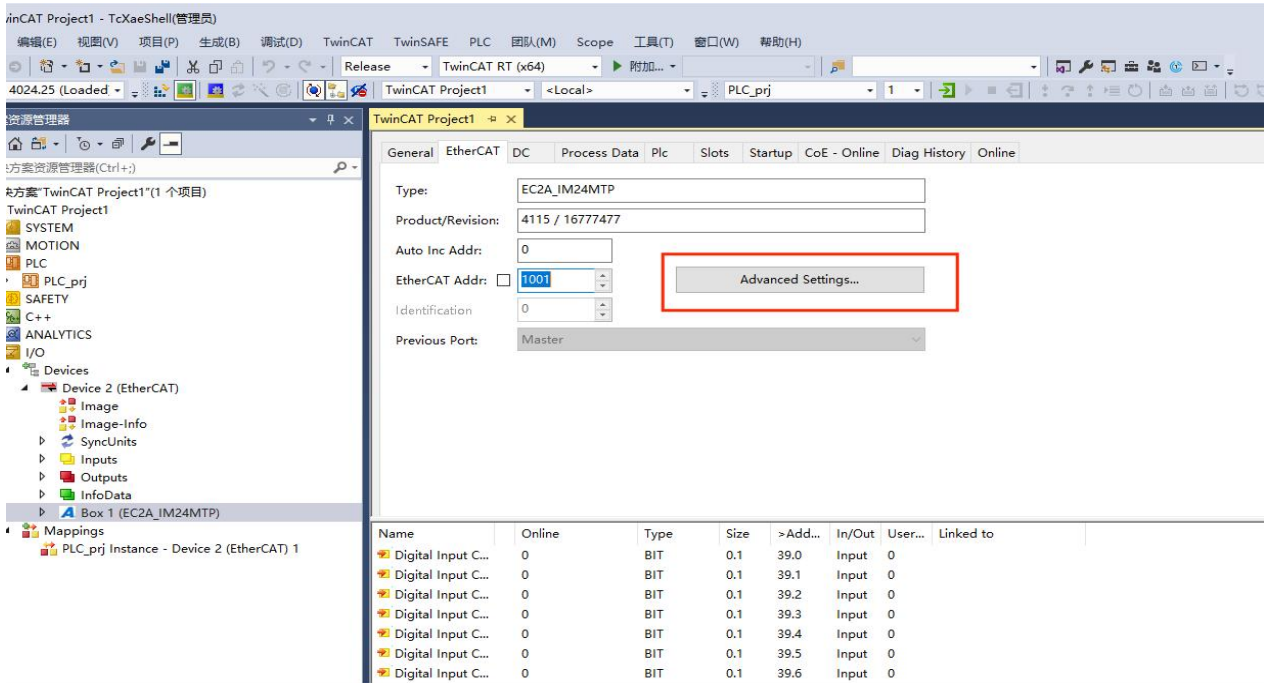 vinCAT Project1 - TcXaeShell(管理员)
编辑(E) 视图(V) 项目(P) 生成(B) 调试(D) TwinCAT TwinSAFE PLC 团队(M) Scope 工具(T) 窗口(W) 帮助(H)
Release TwinCAT RT (x64) 附加...
4024.25 (Loaded TwinCAT Project1 <Local> PLC_prj 1
资源管理器
TwinCAT Project1
方案资源管理器(Ctrl+;)
General EtherCAT DC Process Data Plc Slots Startup CoE - Online Diag History Online
决方案"TwinCAT Project1"(1 个项目)
TwinCAT Project1
SYSTEM
MOTION
PLC
PLC_prj
SAFETY
C++
ANALYTICS
I/O
Devices
Device 2 (EtherCAT)
Image
Image-Info
SyncUnits
Inputs
Outputs
InfoData
Box 1 (EC2A_IM24MTP)
Mappings
PLC_prj Instance - Device 2 (EtherCAT) 1
Type: EC2A_IM24MTP
Product/Revision: 4115 / 16777477
Auto Inc Addr: 0
EtherCAT Addr: 1001 Advanced Settings...
Identification 0
Previous Port: Master
Name Online Type Size >Add... In/Out User... Linked to
Digital Input C... 0 BIT 0.1 39.0 Input 0
Digital Input C... 0 BIT 0.1 39.1 Input 0
Digital Input C... 0 BIT 0.1 39.2 Input 0
Digital Input C... 0 BIT 0.1 39.3 Input 0
Digital Input C... 0 BIT 0.1 39.4 Input 0
Digital Input C... 0 BIT 0.1 39.5 Input 0
Digital Input C... 0 BIT 0.1 39.6 Input 0